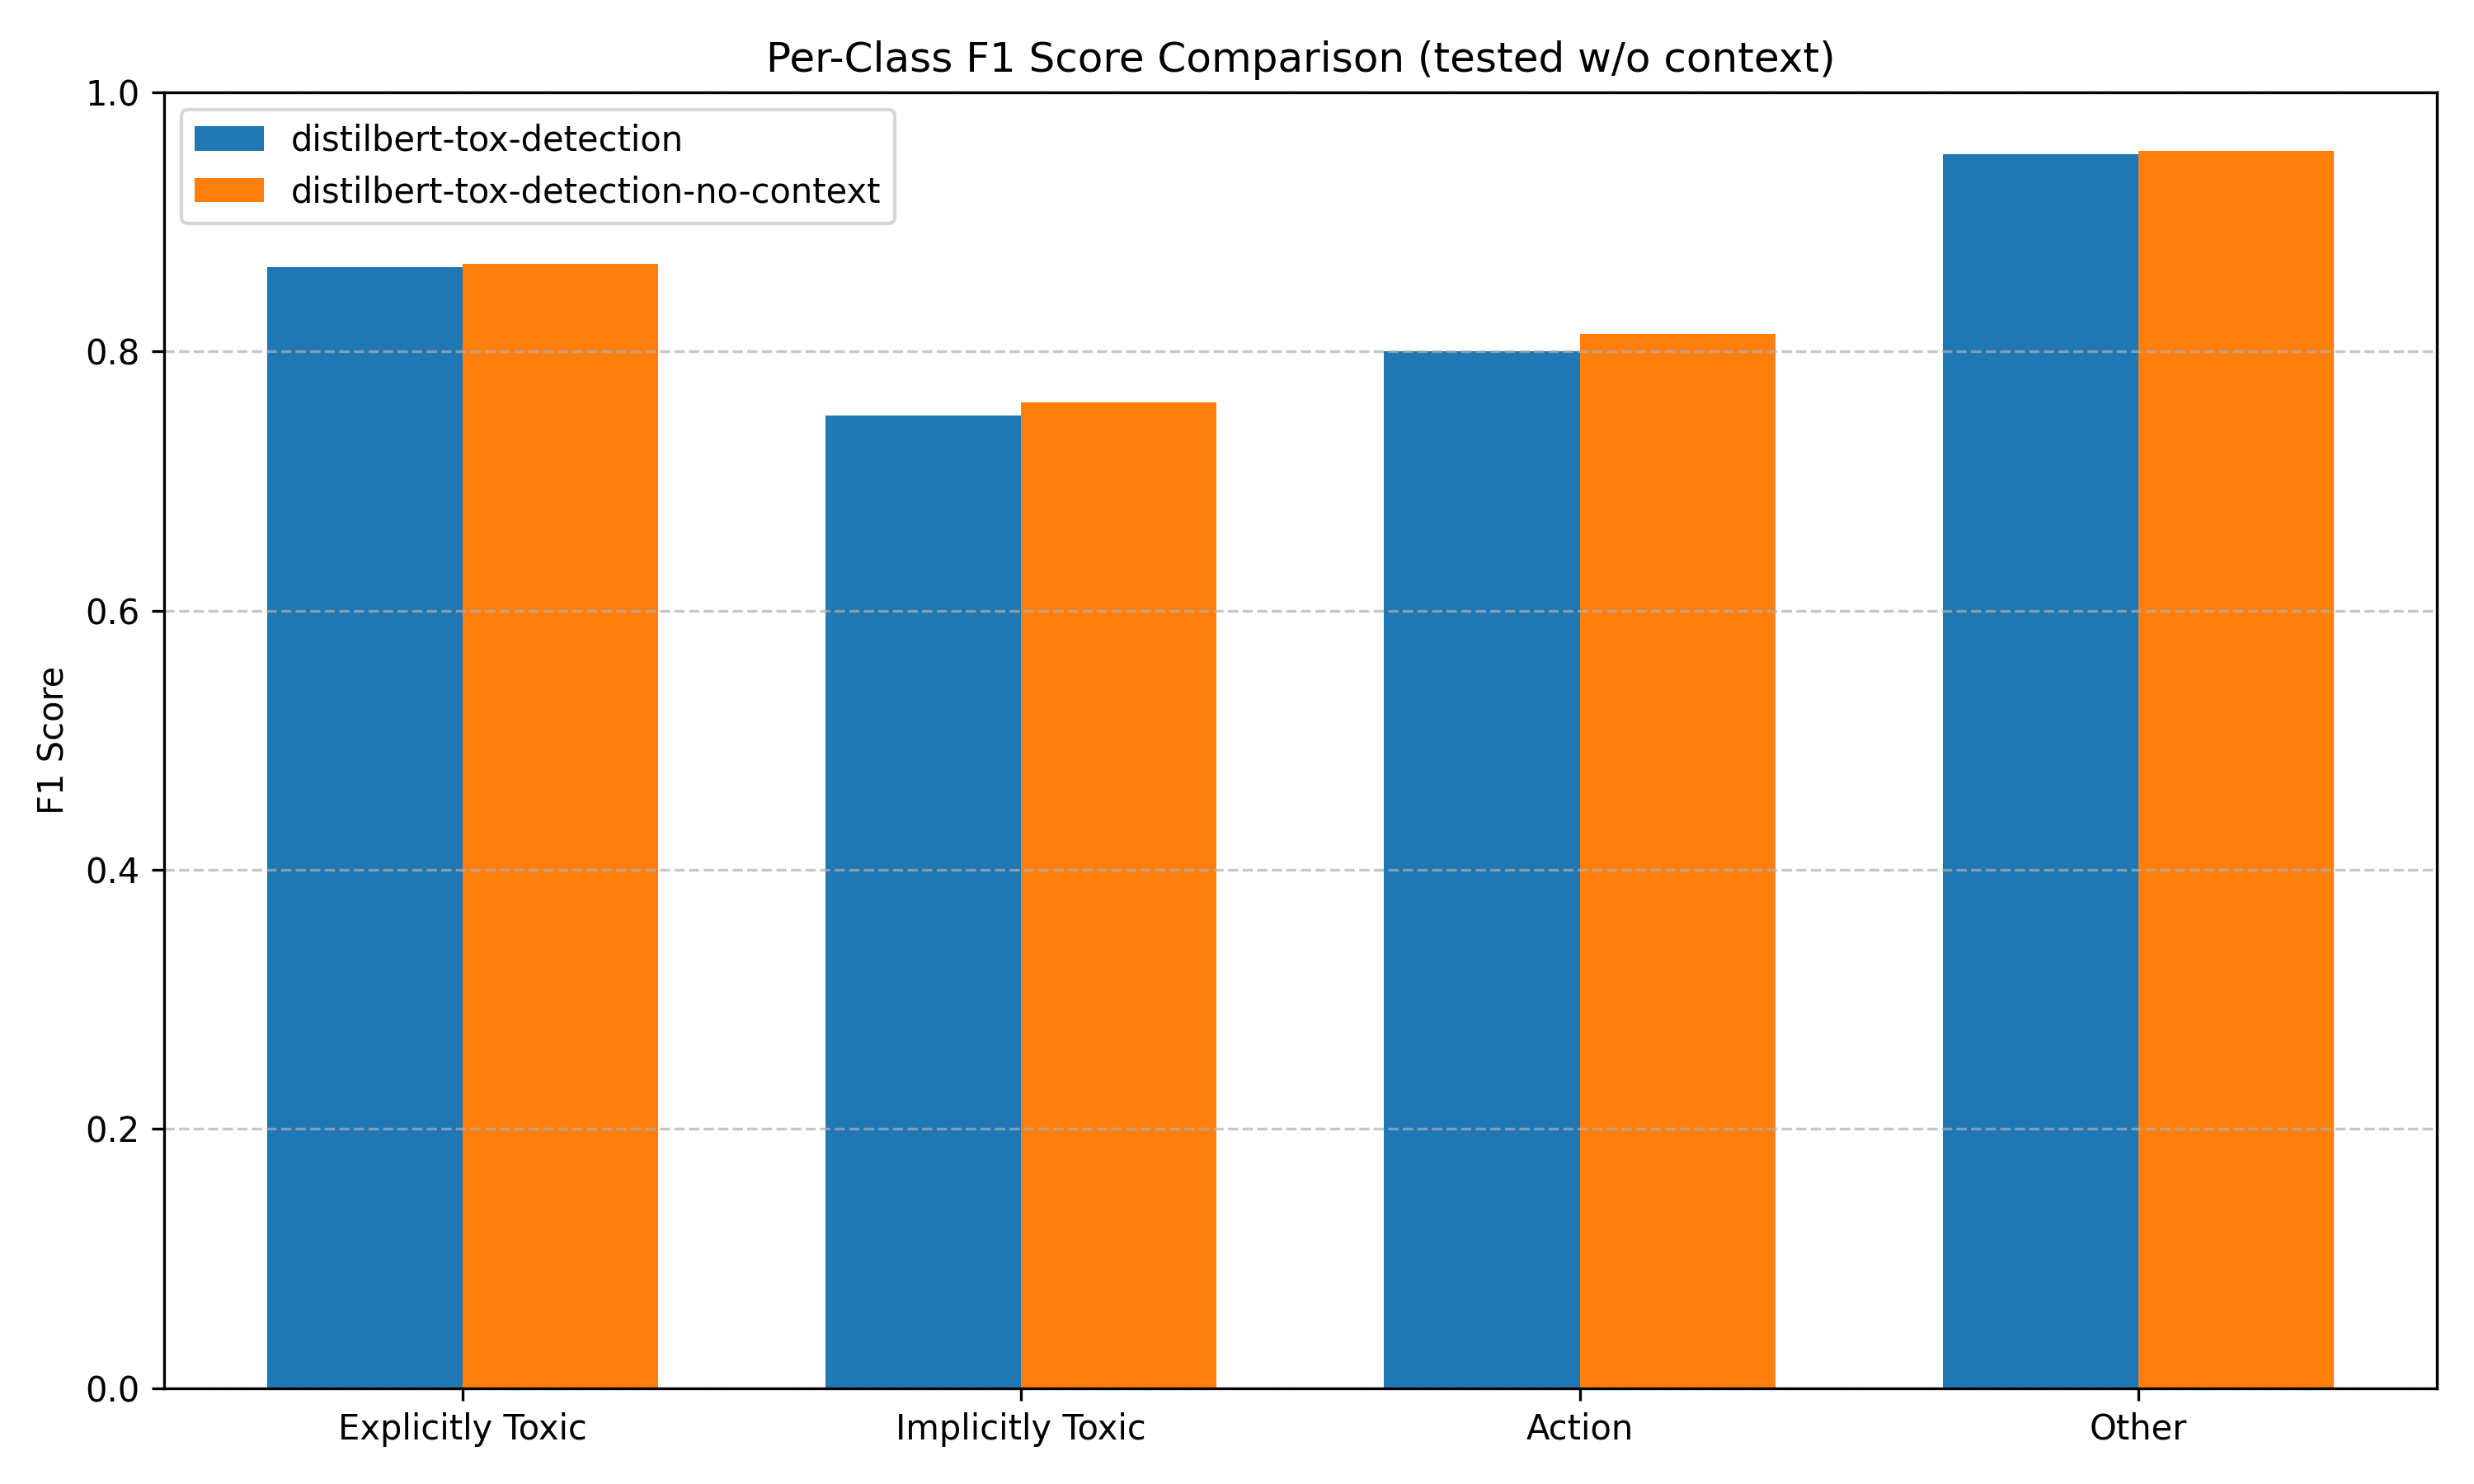 Per-Class F1 Score Comparison (tested w/o context)
distilbert-tox-detection
distilbert-tox-detection-no-context
F1 Score
1.0
0.8
0.6
0.4
0.2
0.0
Explicitly Toxic
Implicitly Toxic
Action
Other